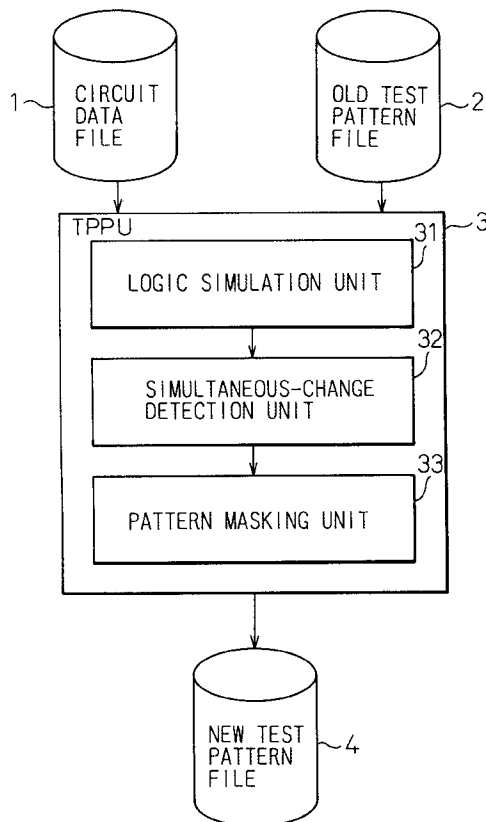 1
CIRCUIT
DATA
FILE
OLD TEST
PATTERN
FILE
2
TPPU
3
31
LOGIC SIMULATION UNIT
32
SIMULTANEOUS-CHANGE
DETECTION UNIT
33
PATTERN MASKING UNIT
NEW TEST
PATTERN
FILE
4